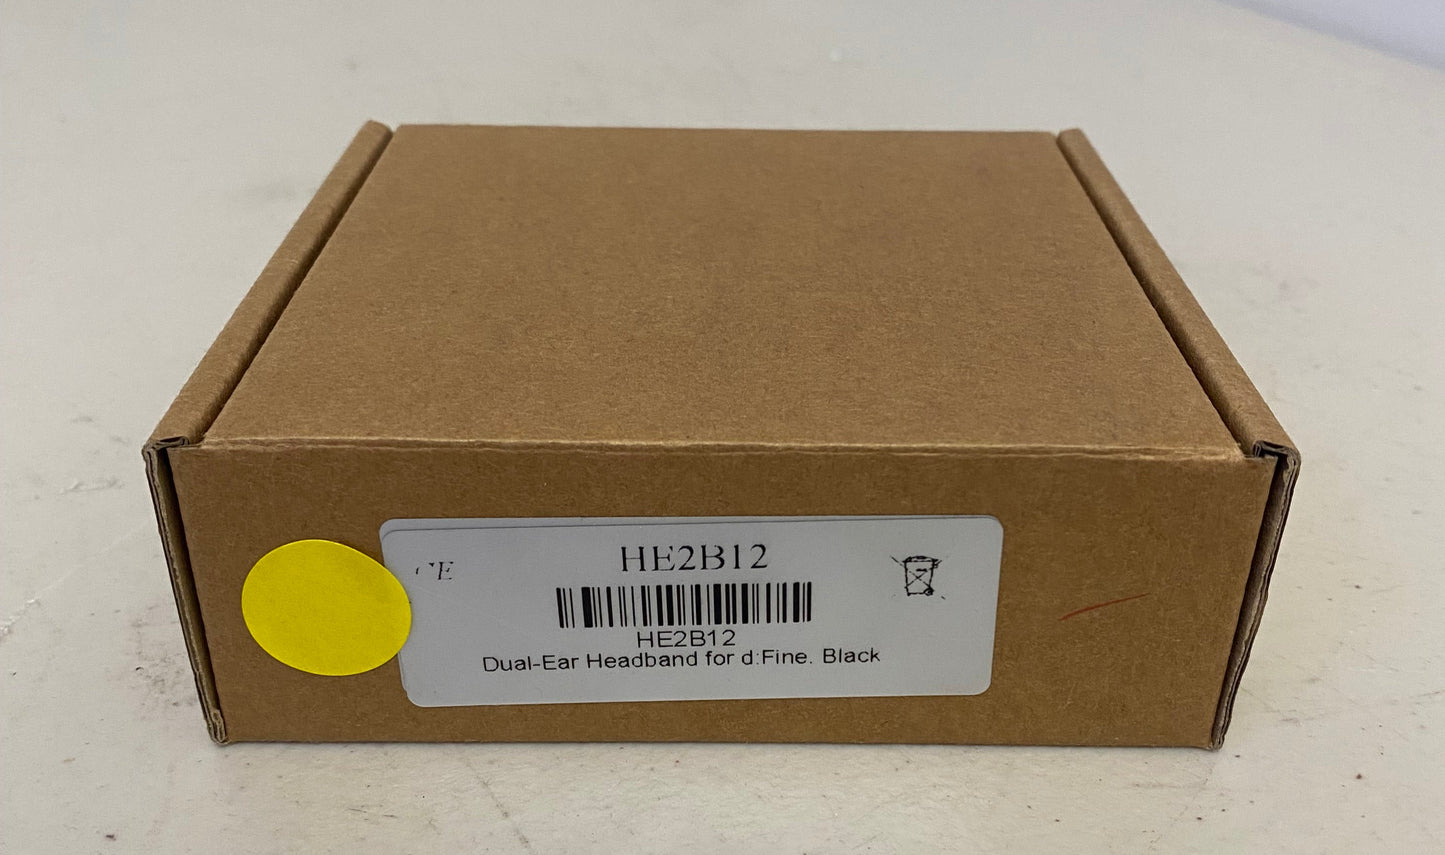 CE
HE2B12
HE2B12
Dual-Ear Headband for d:Fine. Black